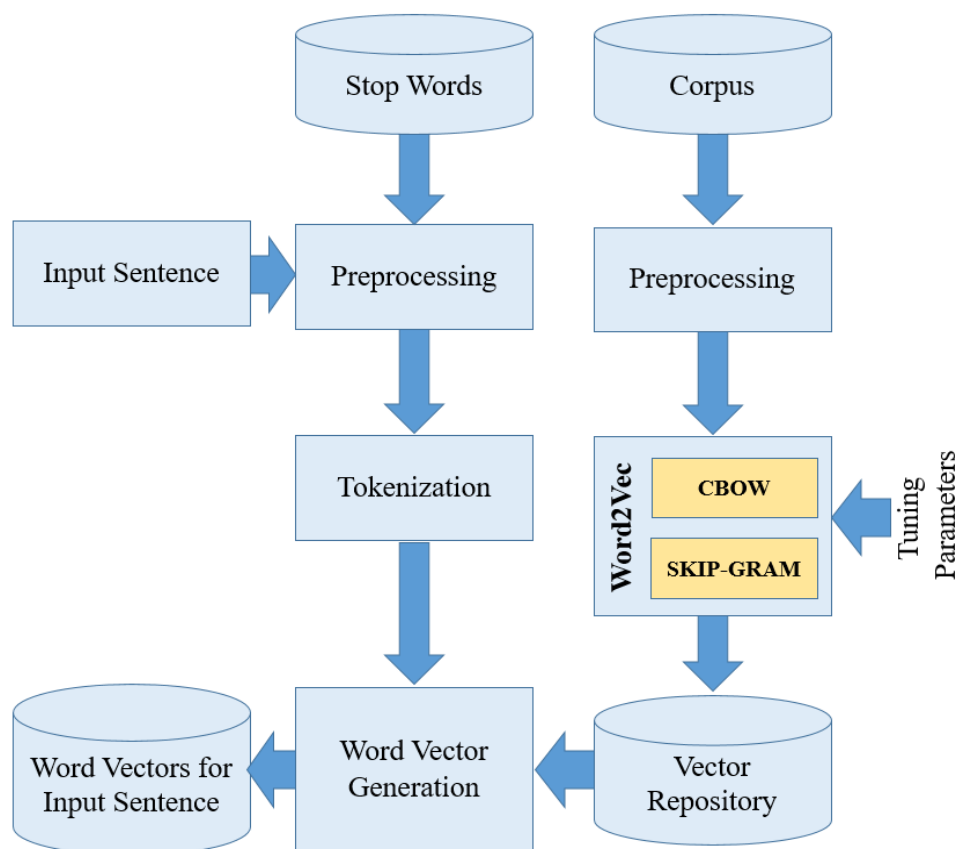 Stop Words
Corpus
Input Sentence
Preprocessing
Preprocessing
Tokenization
Word2Vec
CBOW
SKIP-GRAM
Tuning
Parameters
Word Vectors for
Input Sentence
Word Vector
Generation
Vector
Repository